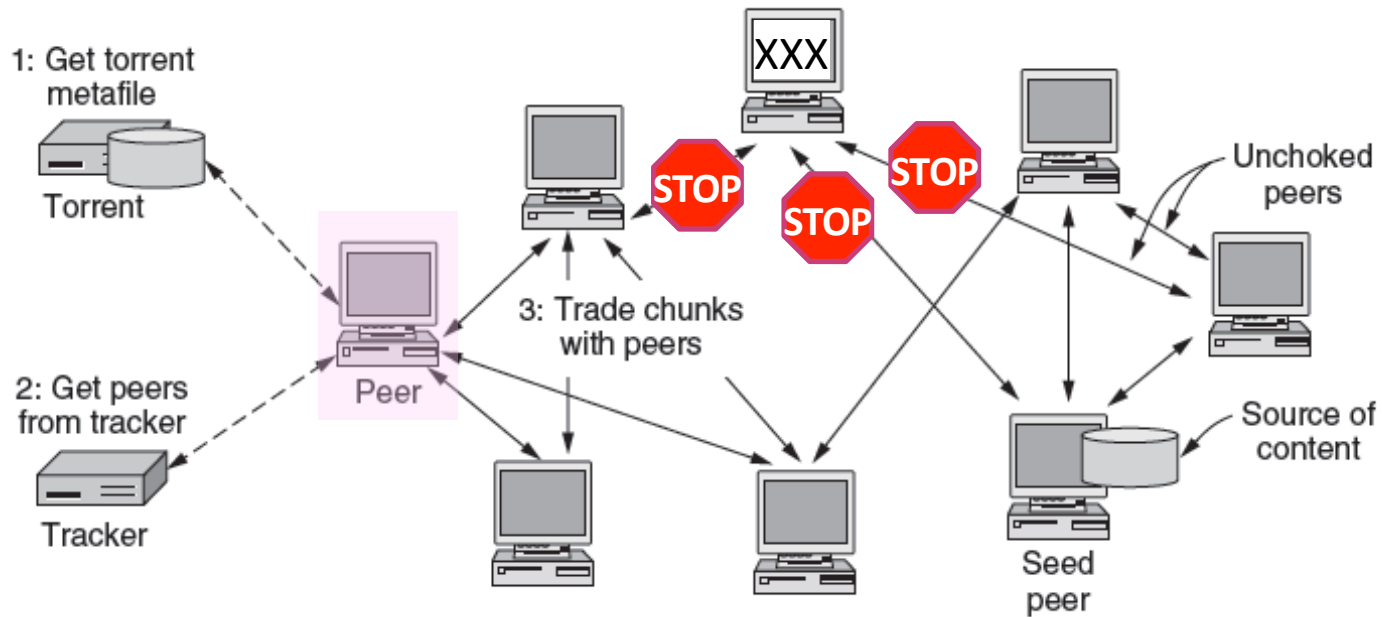 1: Get torrent
metafile
Torrent
XXX
STOP
STOP
STOP
Unchoked
peers
3: Trade chunks
with peers
Peer
2: Get peers
from tracker
Tracker
Source of
content
Seed
peer